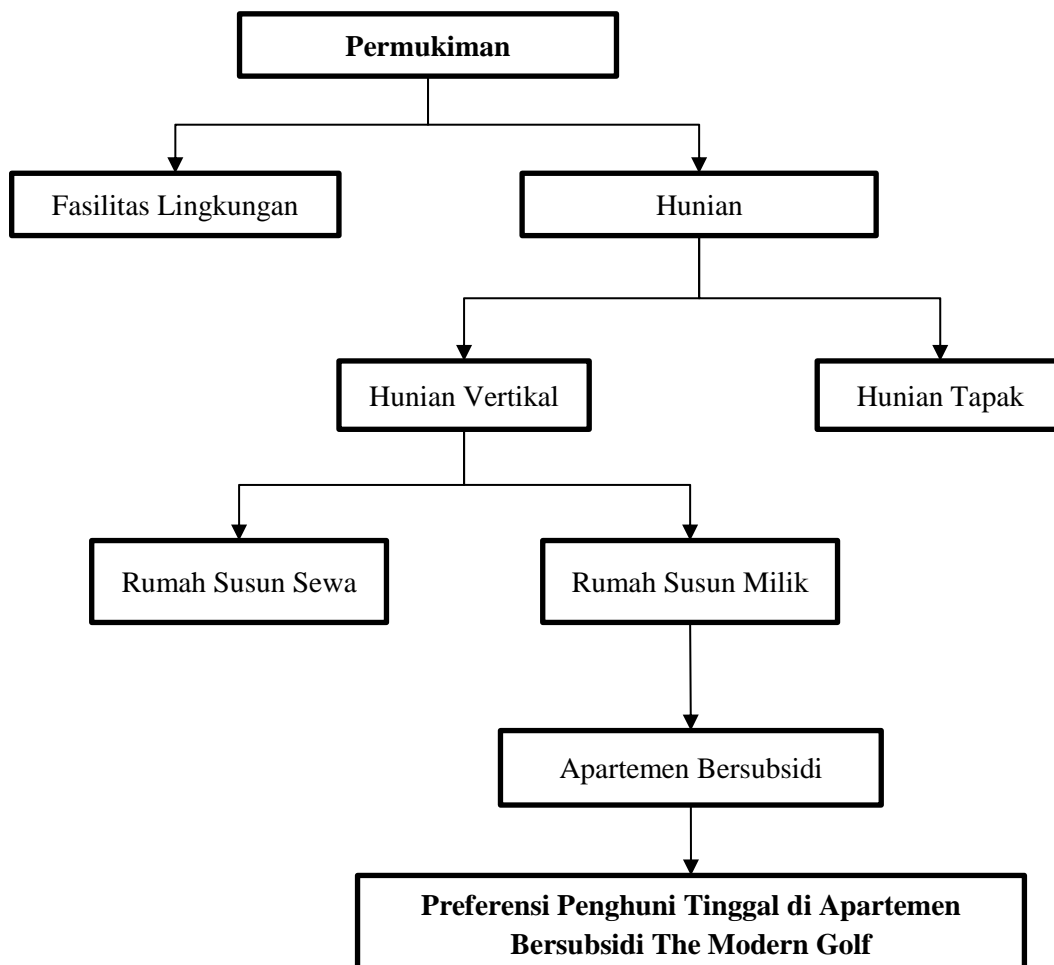 Permukiman
Fasilitas Lingkungan
Hunian
Hunian Vertikal
Hunian Tapak
Rumah Susun Sewa
Rumah Susun Milik
Apartemen Bersubsidi
Preferensi Penghuni Tinggal di Apartemen
Bersubsidi The Modern Golf